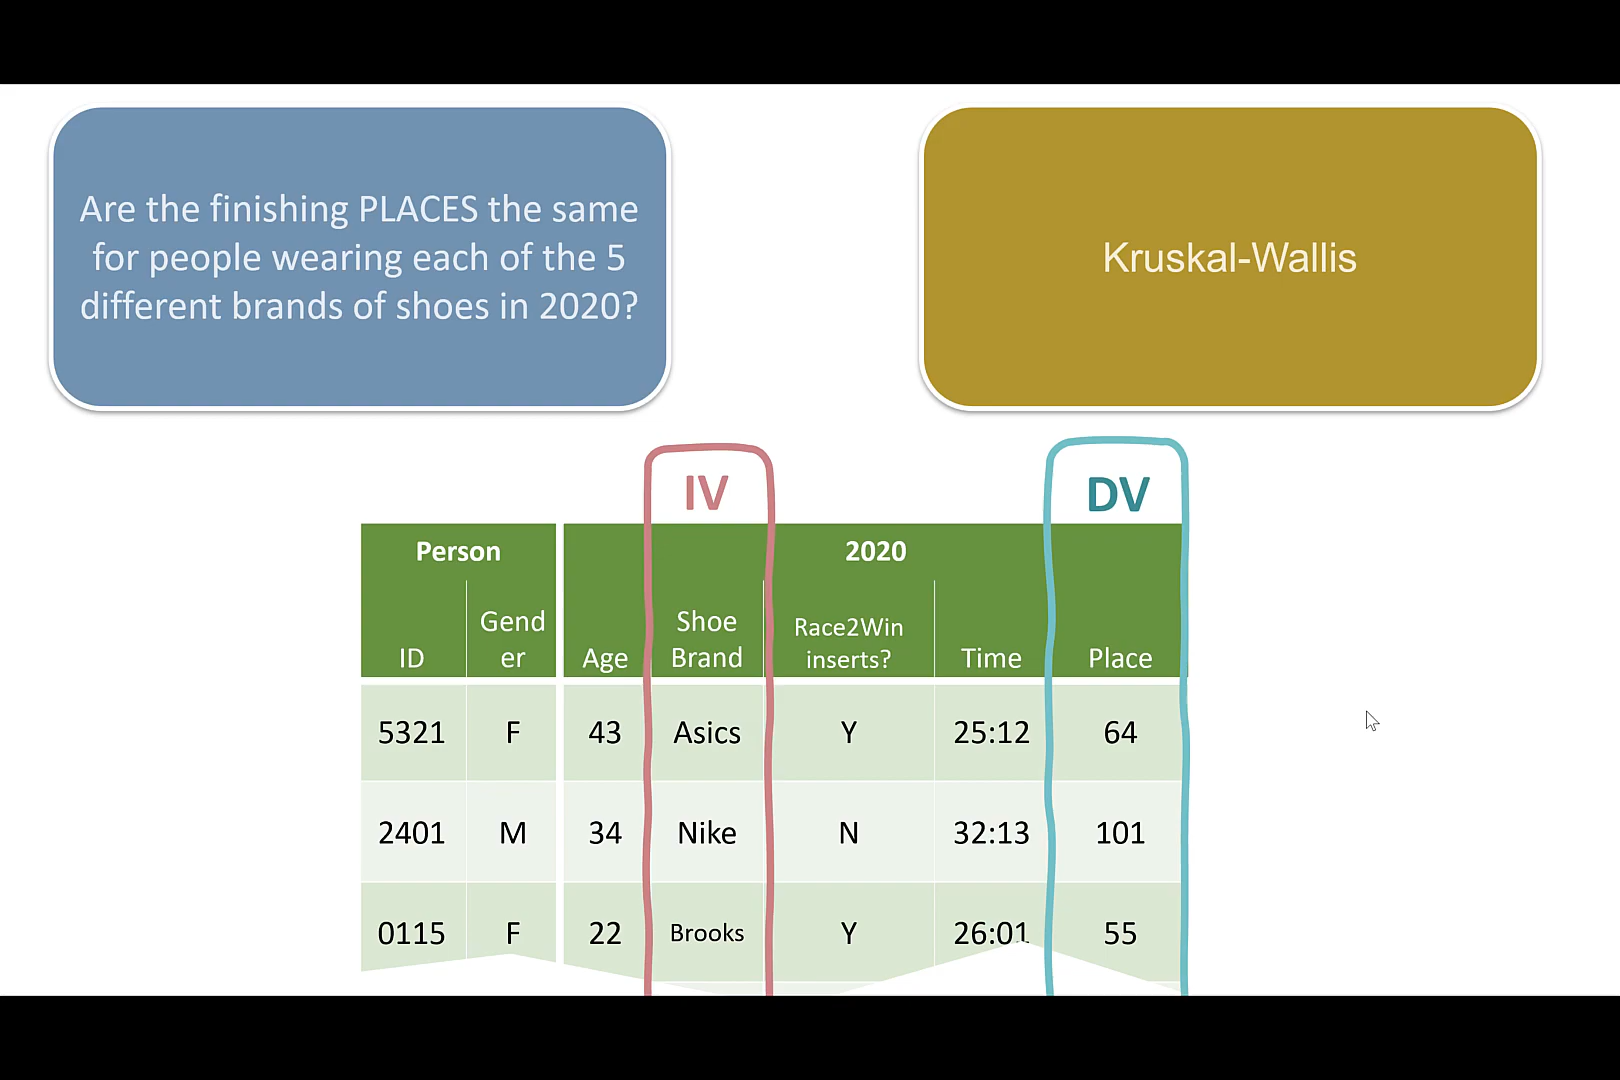 Are the finishing PLACES the same
for people wearing each of the 5
different brands of shoes in 2020?
Kruskal-Wallis
IV
DV
Person
2020
ID
Gend
er
Age
Shoe
Brand
Race2Win
inserts?
Time
Place
5321 F 43 Asics Y 25:12 64
2401 M 34 Nike N 32:13 101
0115 F 22 Brooks Y 26:01 55